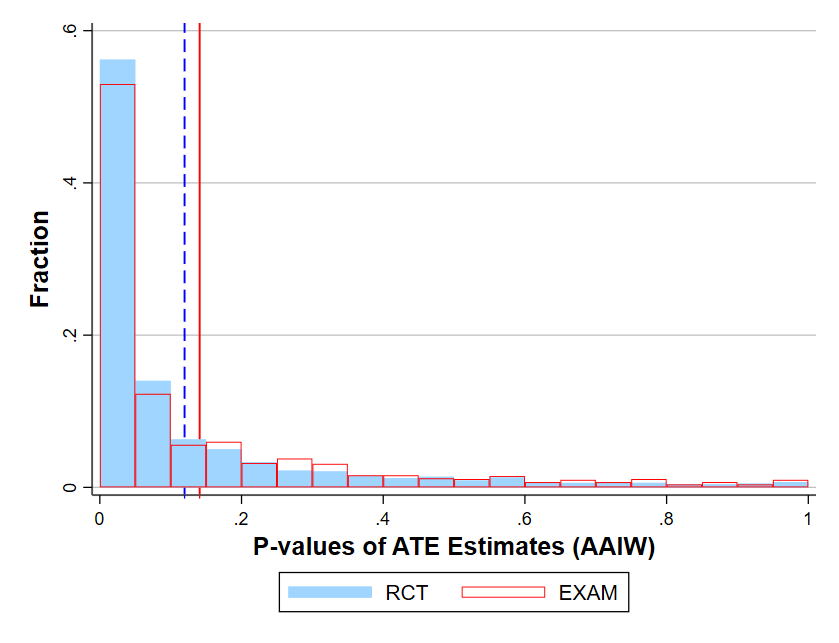 .6
.4
.2
0
Fraction
0 .2 .4 .6 .8 1
P-values of ATE Estimates (AAIW)
RCT EXAM